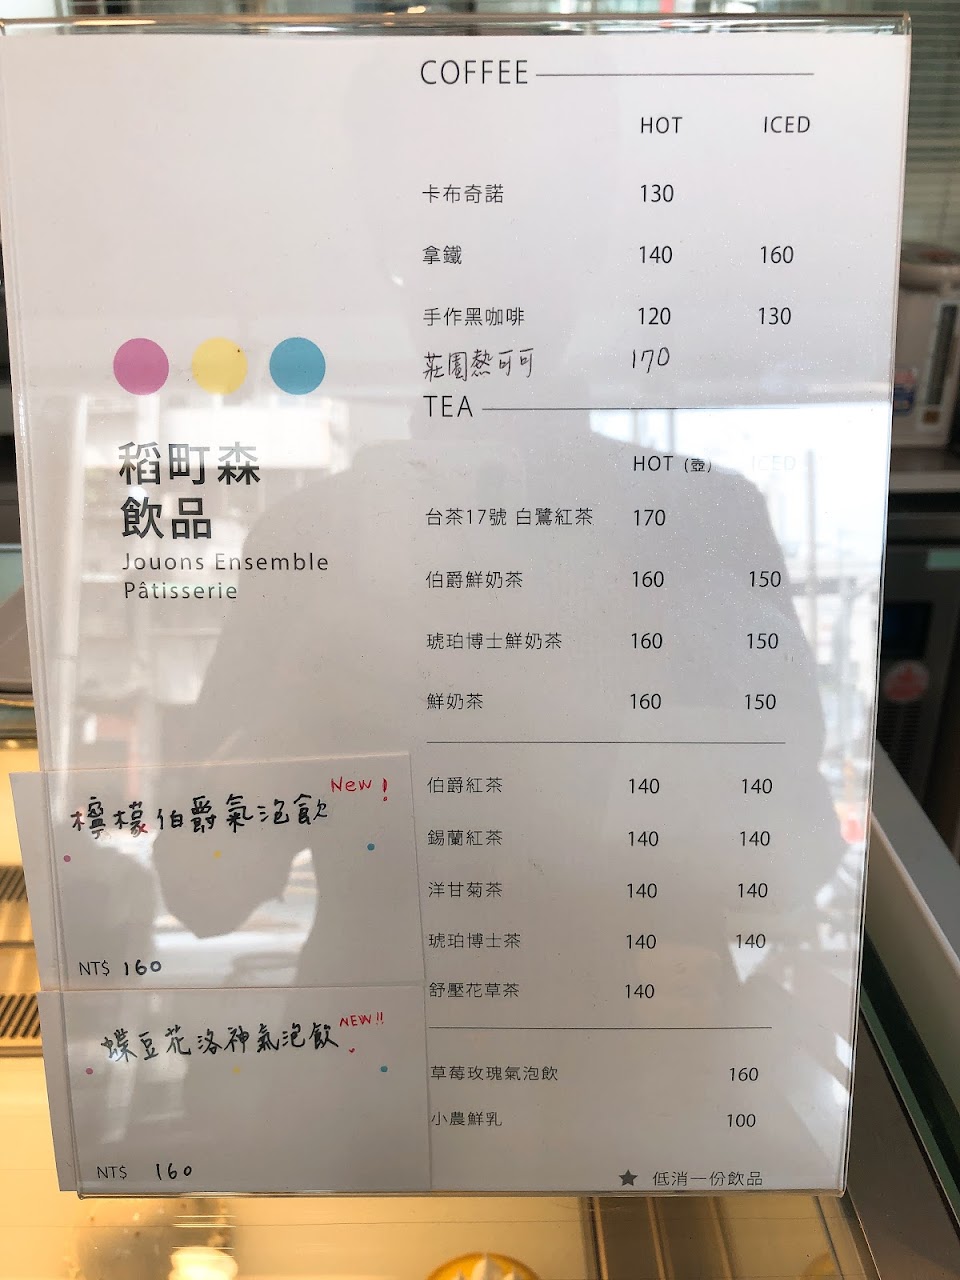 COFFEE
HOT ICED
卡布奇諾 130
拿鐵 140 160
手作黑咖啡 120 130
莊園熱可可 170
TEA
HOT (壺) ICED
台茶17號 白鷺紅茶 170
伯爵鮮奶茶 160 150
琥珀博士鮮奶茶 160 150
鮮奶茶 160 150
伯爵紅茶 140 140
錫蘭紅茶 140 140
洋甘菊茶 140 140
琥珀博士茶 140 140
舒壓花草茶 140
草莓玫瑰氣泡飲 160
小農鮮乳 100
★ 低消一份飲品
稻町森
飲品
Jouons Ensemble
Pâtisserie
New!
檸檬伯爵氣泡飲
NT$ 160
NEW!!
蝶豆花洛神氣泡飲
NT$ 160